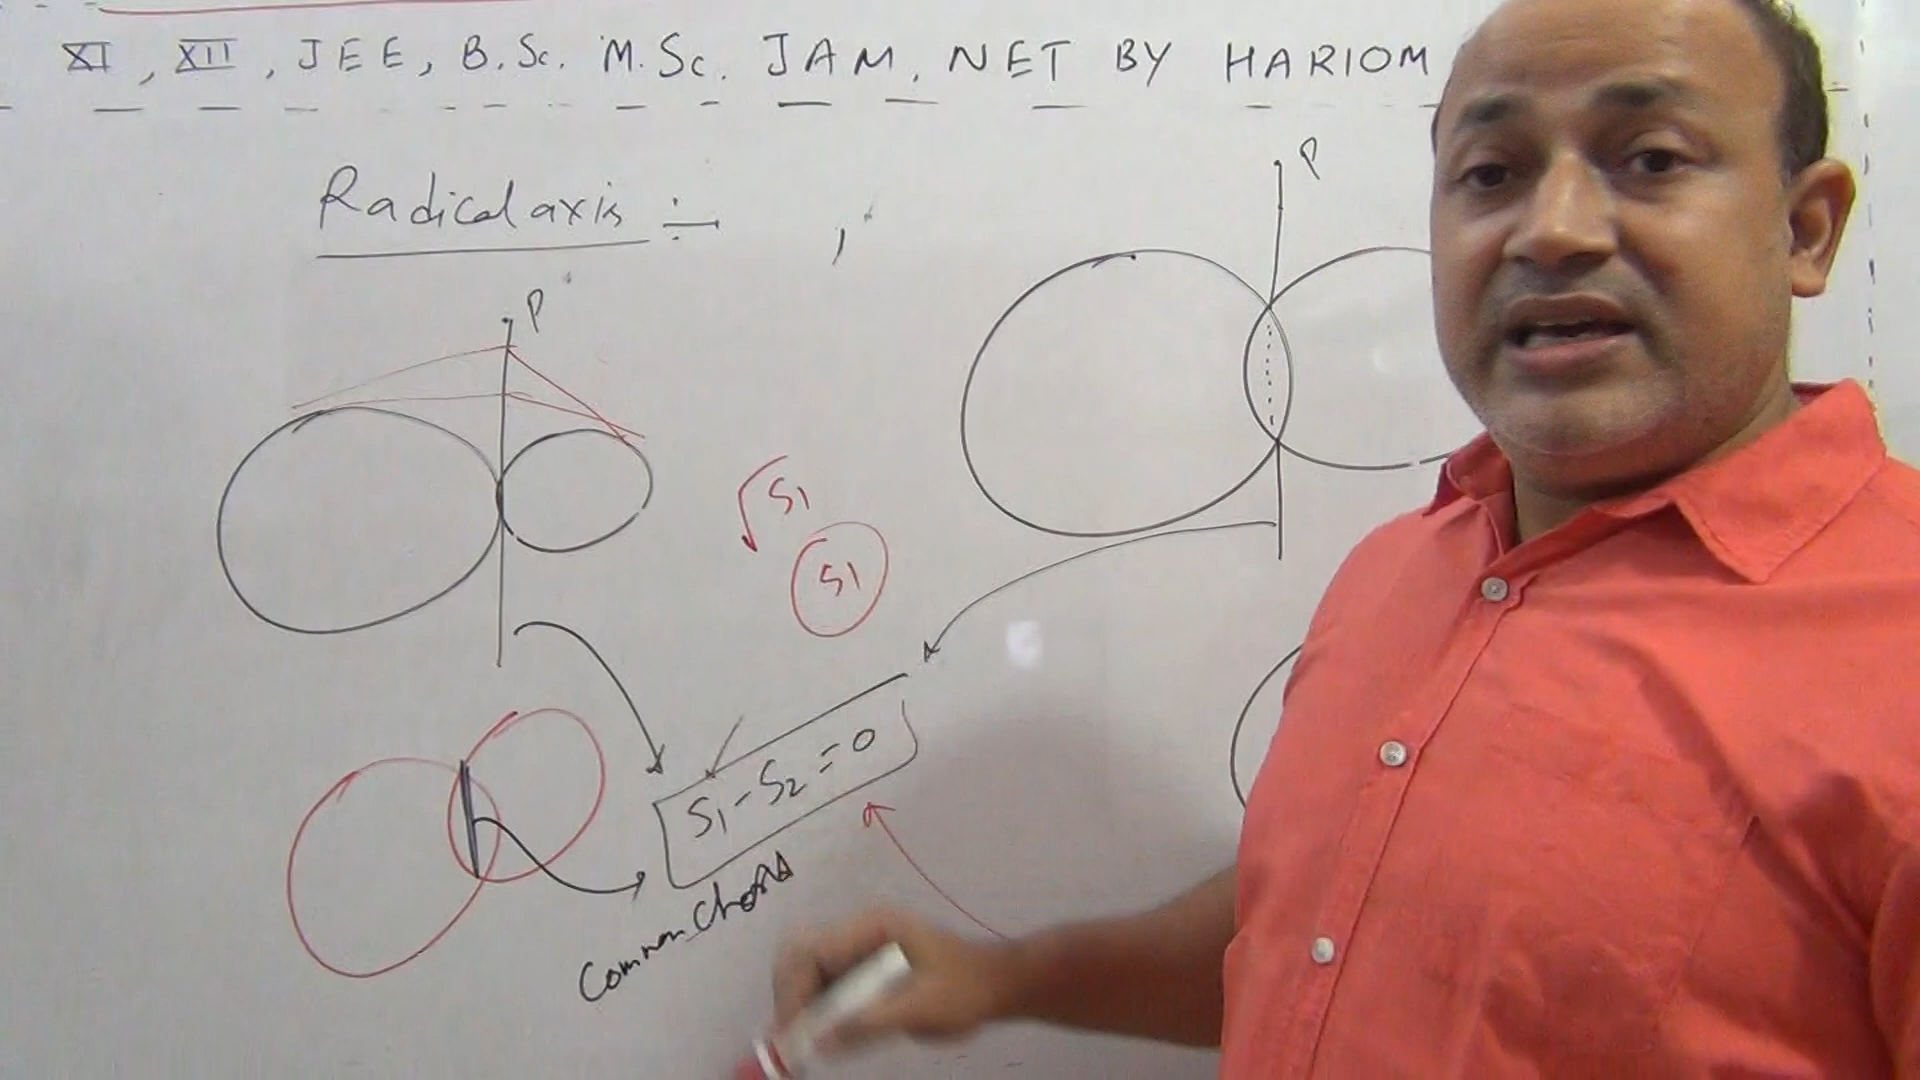 XI, XII, JEE, B.Sc. M.Sc. JAM, NET BY HARIOM
Radical axis :-
P
P
√S1
S1
S1-S2=0
Common Chord